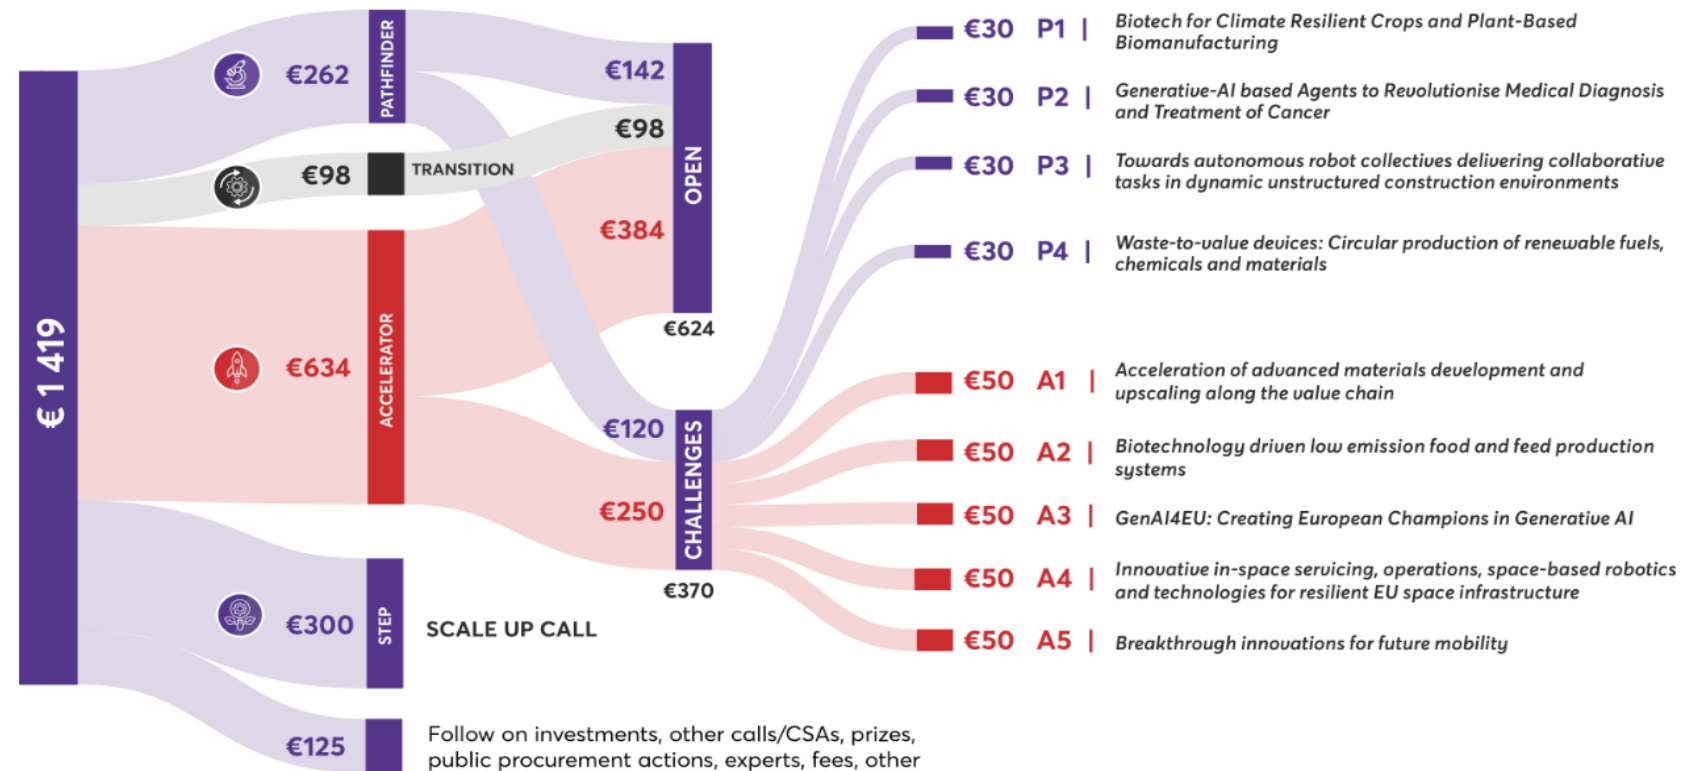 € 1 419
€262
PATHFINDER
€98
TRANSITION
€634
ACCELERATOR
€300
STEP
SCALE UP CALL
€125
Follow on investments, other calls/CSAs, prizes,
public procurement actions, experts, fees, other
€142
€98
€384
OPEN
€624
€120
€250
CHALLENGES
€370
€30 P1 | Biotech for Climate Resilient Crops and Plant-Based
Biomanufacturing
€30 P2 | Generative-AI based Agents to Revolutionise Medical Diagnosis
and Treatment of Cancer
€30 P3 | Towards autonomous robot collectives delivering collaborative
tasks in dynamic unstructured construction environments
€30 P4 | Waste-to-value devices: Circular production of renewable fuels,
chemicals and materials
€50 A1 | Acceleration of advanced materials development and
upscaling along the value chain
€50 A2 | Biotechnology driven low emission food and feed production
systems
€50 A3 | GenAI4EU: Creating European Champions in Generative AI
€50 A4 | Innovative in-space servicing, operations, space-based robotics
and technologies for resilient EU space infrastructure
€50 A5 | Breakthrough innovations for future mobility